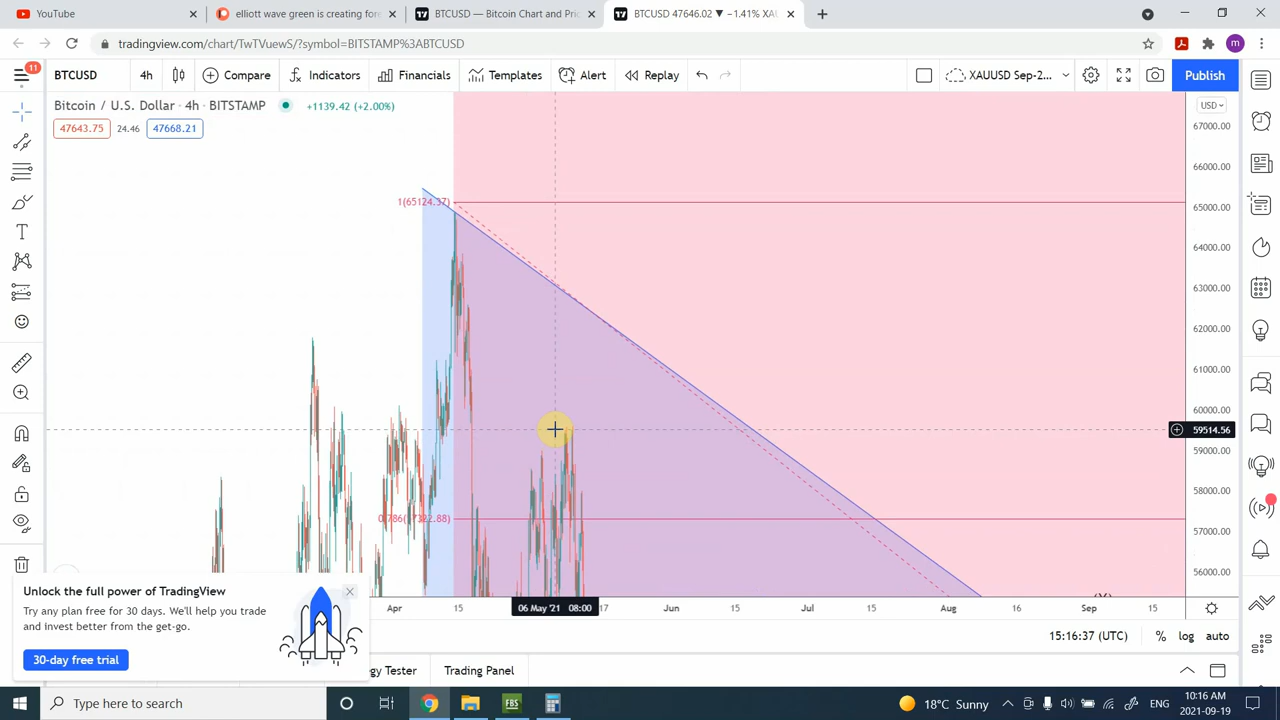 YouTube
elliott wave green is creating fore
BTCUSD — Bitcoin Chart and Pric
BTCUSD 47646.02 ▼ −1.41% XAU
tradingview.com/chart/TwTVuewS/?symbol=BITSTAMP%3ABTCUSD
m
11
BTCUSD
4h
Compare
Indicators
Financials
Templates
Alert
Replay
XAUUSD Sep-2...
Publish
Bitcoin / U.S. Dollar · 4h · BITSTAMP
+1139.42 (+2.00%)
USD
47643.75
24.46
47668.21
67000.00
66000.00
1(65124.37)
65000.00
64000.00
63000.00
62000.00
61000.00
60000.00
59514.56
59000.00
58000.00
57000.00
56000.00
Unlock the full power of TradingView
Try any plan free for 30 days. We'll help you trade
and invest better from the get-go.
30-day free trial
Apr
15
06 May '21 08:00
17
Jun
15
Jul
15
Aug
16
Sep
15
15:16:37 (UTC)
%
log
auto
gy Tester
Trading Panel
Type here to search
FBS
18°C Sunny
ENG
10:16 AM
2021-09-19